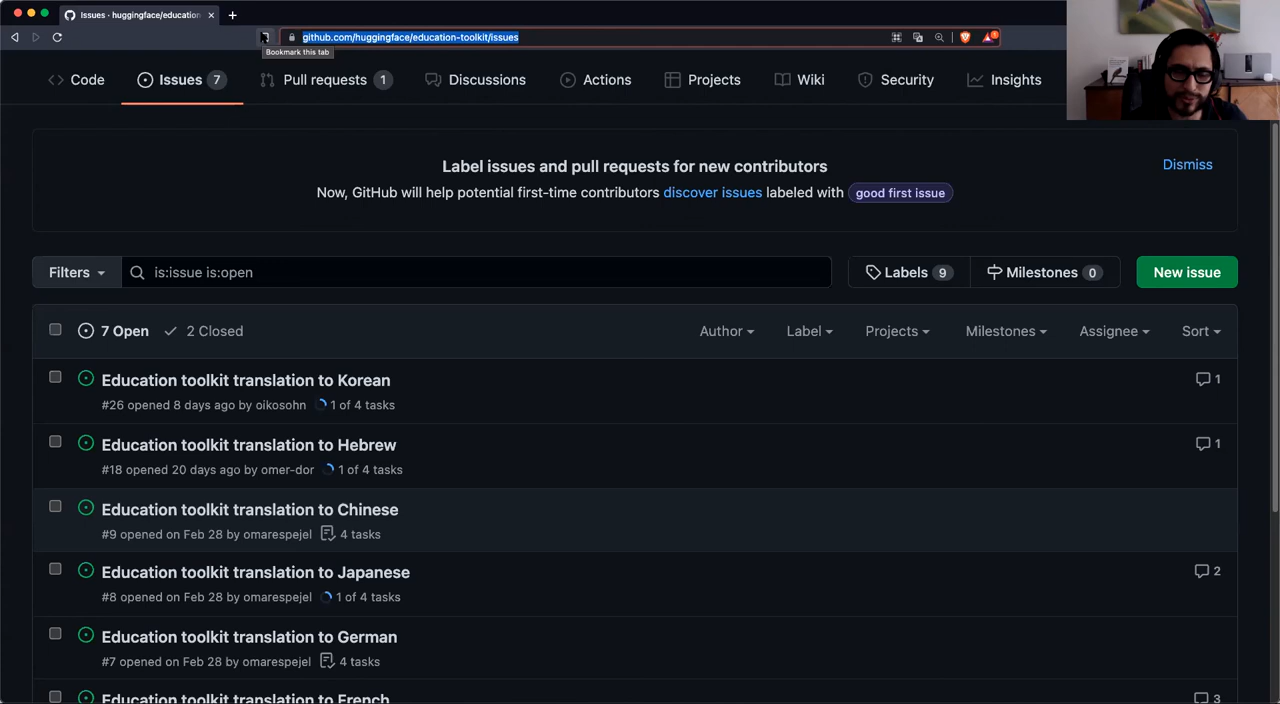 Issues · huggingface/education
github.com/huggingface/education-toolkit/issues
Bookmark this tab
Code
Issues 7
Pull requests 1
Discussions
Actions
Projects
Wiki
Security
Insights
Label issues and pull requests for new contributors
Dismiss
Now, GitHub will help potential first-time contributors discover issues labeled with good first issue
Filters
is:issue is:open
Labels 9
Milestones 0
New issue
7 Open
2 Closed
Author
Label
Projects
Milestones
Assignee
Sort
Education toolkit translation to Korean
1
#26 opened 8 days ago by oikosohn 1 of 4 tasks
Education toolkit translation to Hebrew
1
#18 opened 20 days ago by omer-dor 1 of 4 tasks
Education toolkit translation to Chinese
#9 opened on Feb 28 by omarespejel 4 tasks
Education toolkit translation to Japanese
2
#8 opened on Feb 28 by omarespejel 1 of 4 tasks
Education toolkit translation to German
#7 opened on Feb 28 by omarespejel 4 tasks
Education toolkit translation to French
3